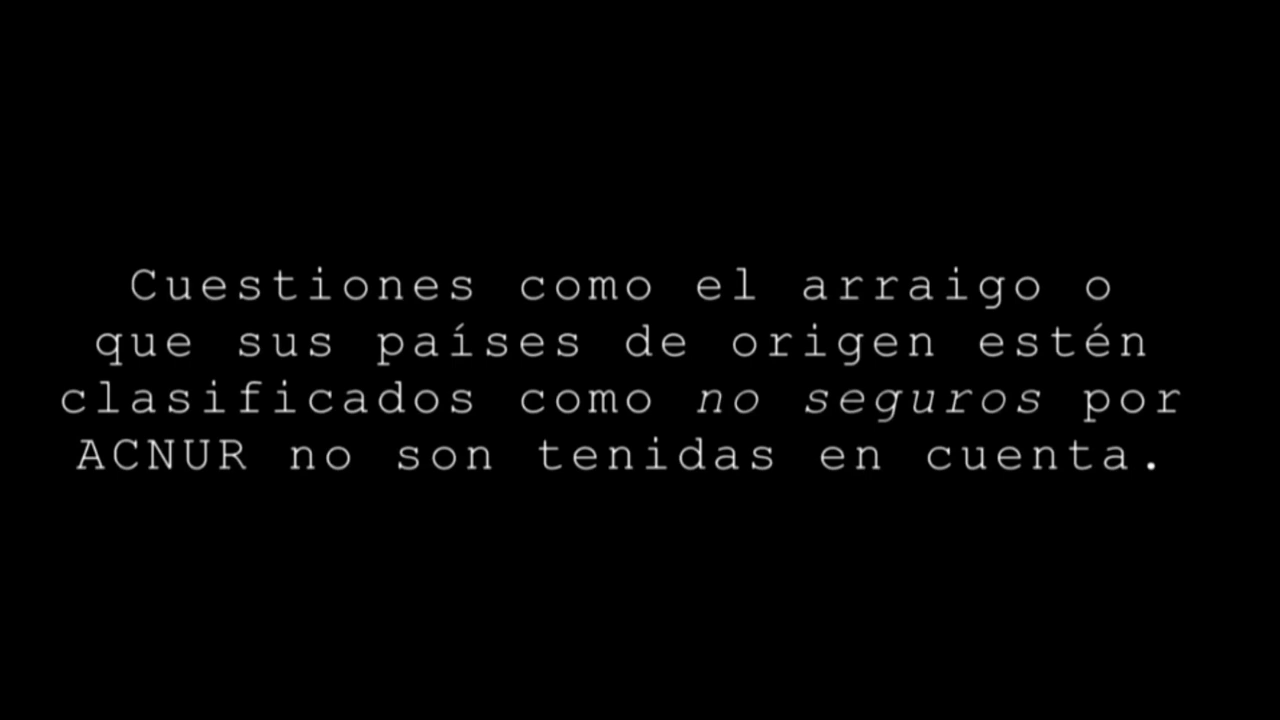 Cuestiones como el arraigo o
que sus países de origen estén
clasificados como no seguros por
ACNUR no son tenidas en cuenta.